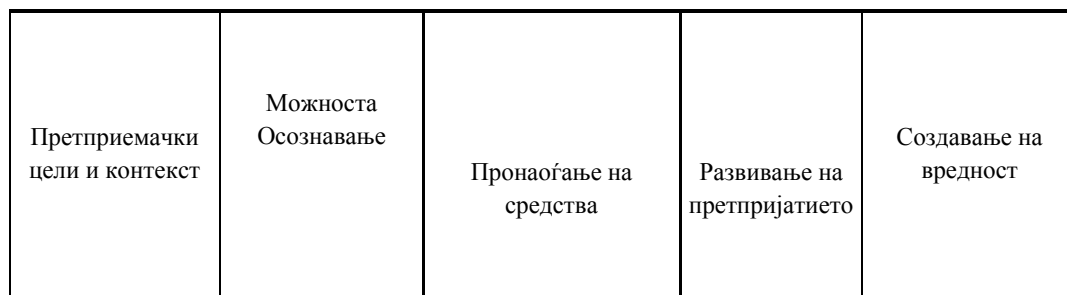 Претприемачки
цели и контекст
Можноста
Осознавање
Пронаоѓање на
средства
Развивање на
претпријатието
Создавање на
вредност